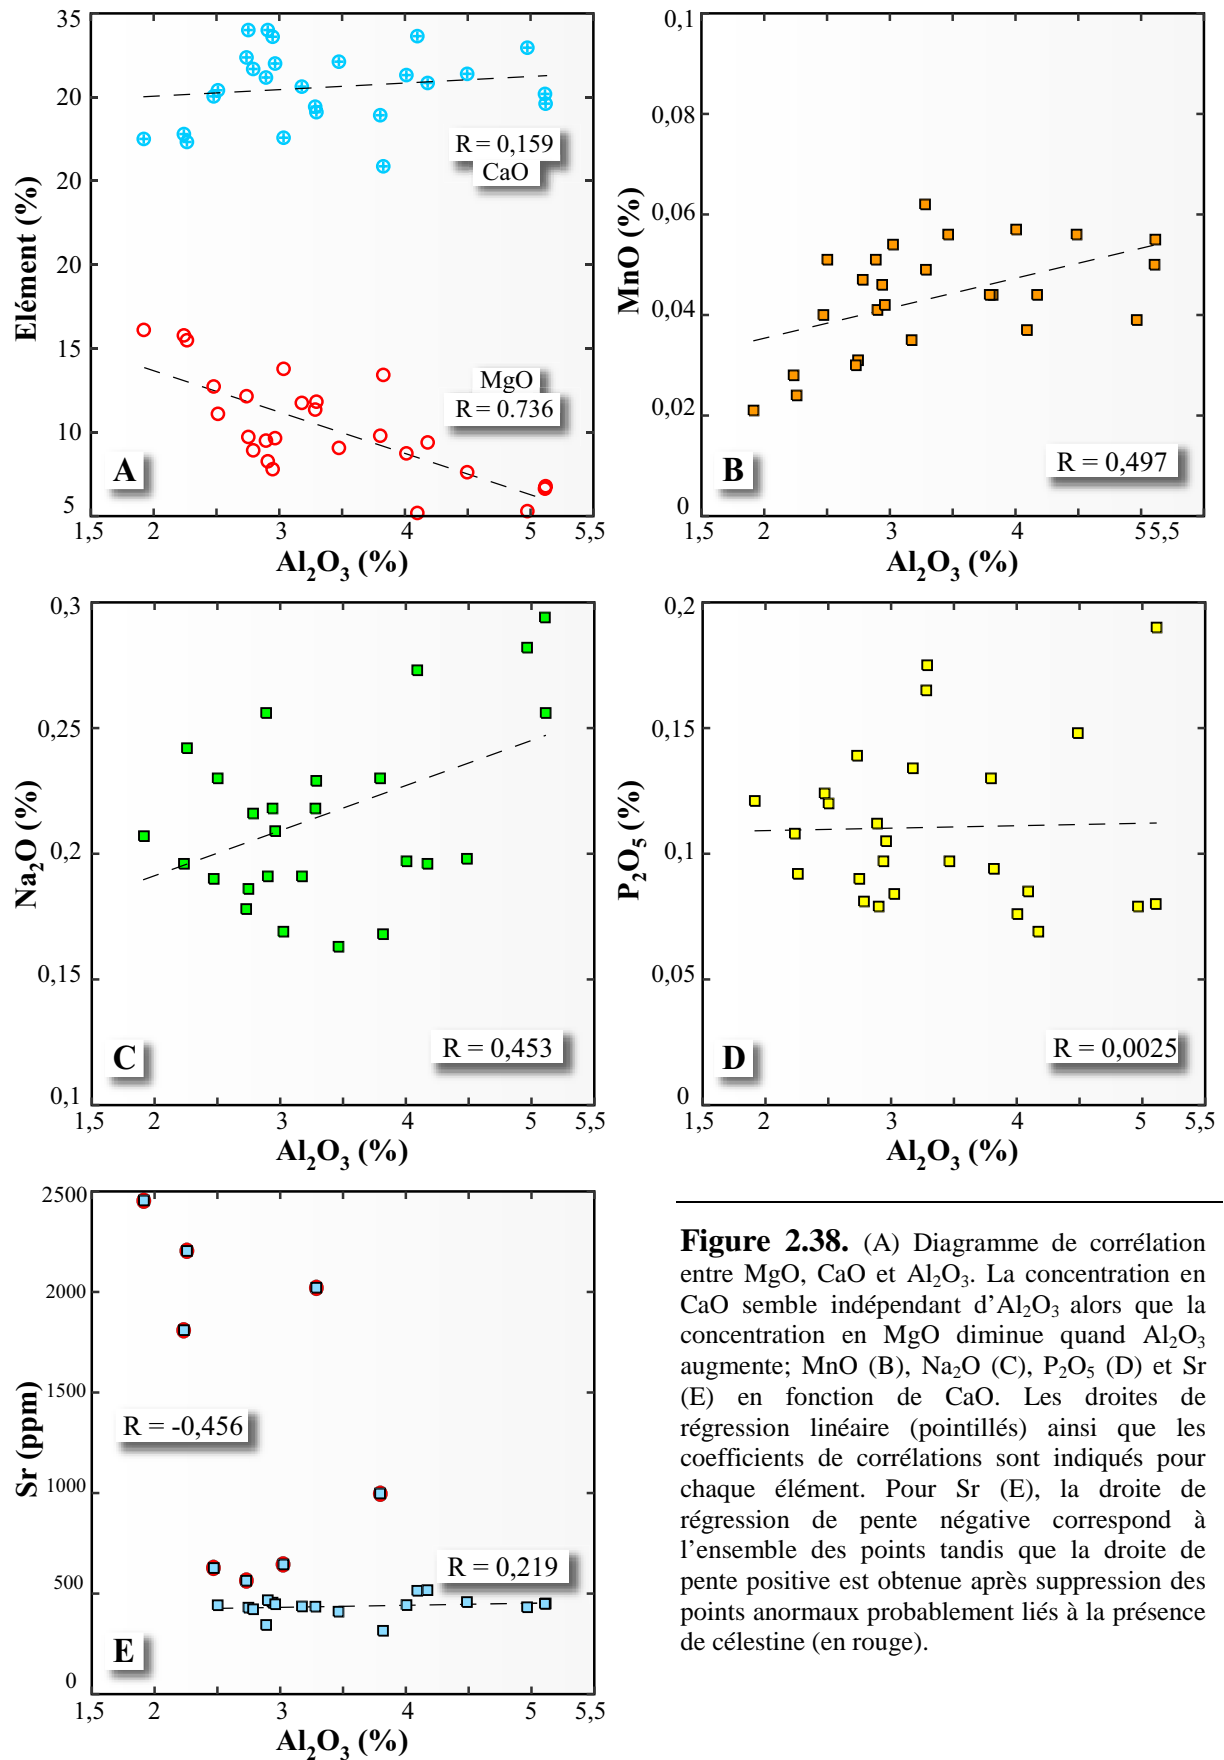 35
20
20
20
15
10
5
Elément (%)
R = 0,159
CaO
MgO
R = 0.736
A
1,5 2 3 4 5 5,5
Al₂O₃ (%)
0,1
0,08
0,06
0,04
0,02
0
MnO (%)
B
R = 0,497
1,5 2 3 4 5 5,5
Al₂O₃ (%)
0,3
0,25
0,2
0,15
0,1
Na₂O (%)
C
R = 0,453
1,5 2 3 4 5 5,5
Al₂O₃ (%)
0,2
0,15
0,1
0,05
0
P₂O₅ (%)
D
R = 0,0025
1,5 2 3 4 5 5,5
Al₂O₃ (%)
2500
2000
1500
1000
500
0
Sr (ppm)
R = -0,456
R = 0,219
E
1,5 2 3 4 5 5,5
Al₂O₃ (%)
Figure 2.38. (A) Diagramme de corrélation
entre MgO, CaO et Al₂O₃. La concentration en
CaO semble indépendant d'Al₂O₃ alors que la
concentration en MgO diminue quand Al₂O₃
augmente; MnO (B), Na₂O (C), P₂O₅ (D) et Sr
(E) en fonction de CaO. Les droites de
régression linéaire (pointillés) ainsi que les
coefficients de corrélations sont indiqués pour
chaque élément. Pour Sr (E), la droite de
régression de pente négative correspond à
l'ensemble des points tandis que la droite de
pente positive est obtenue après suppression des
points anormaux probablement liés à la présence
de célestine (en rouge).